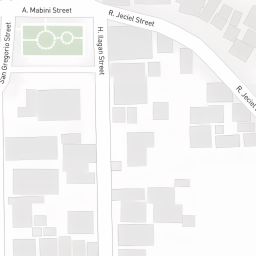 A. Mabini Street
R. Jeciel Street
San Gregorio Street
H. Ilagan Street
R. Jeciel